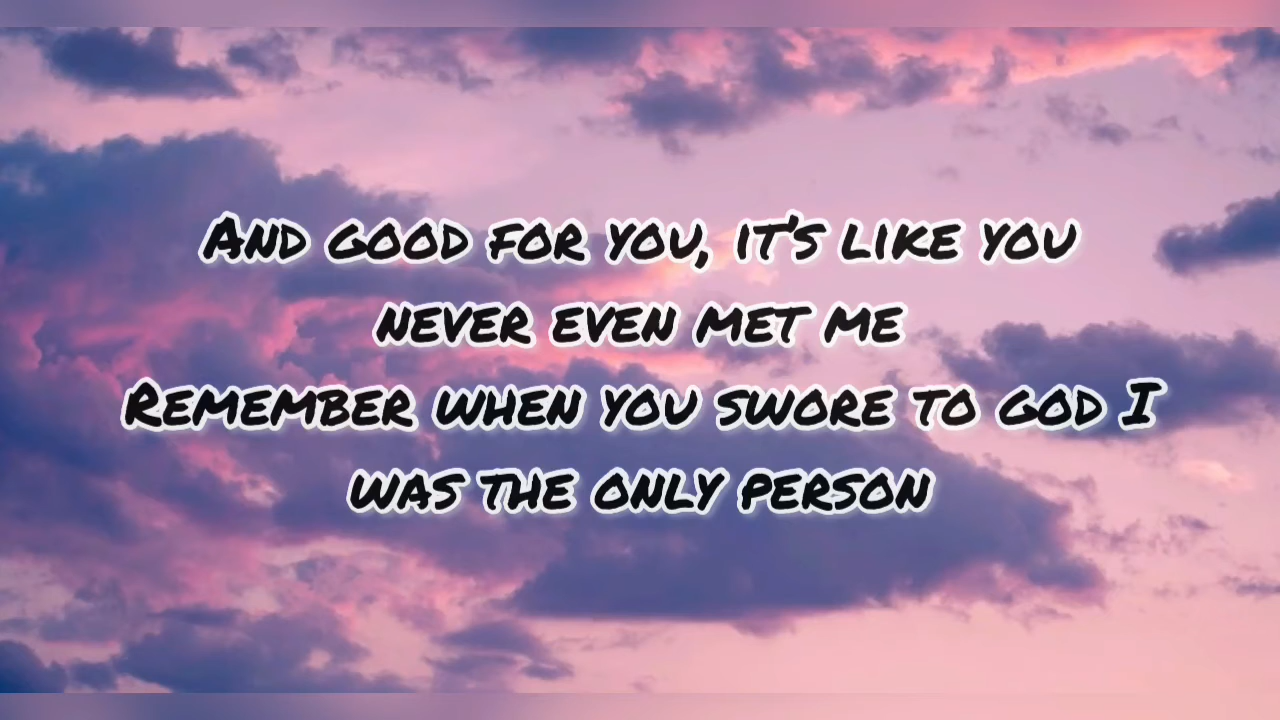 And good for you, it's like you
never even met me
Remember when you swore to god I
was the only person